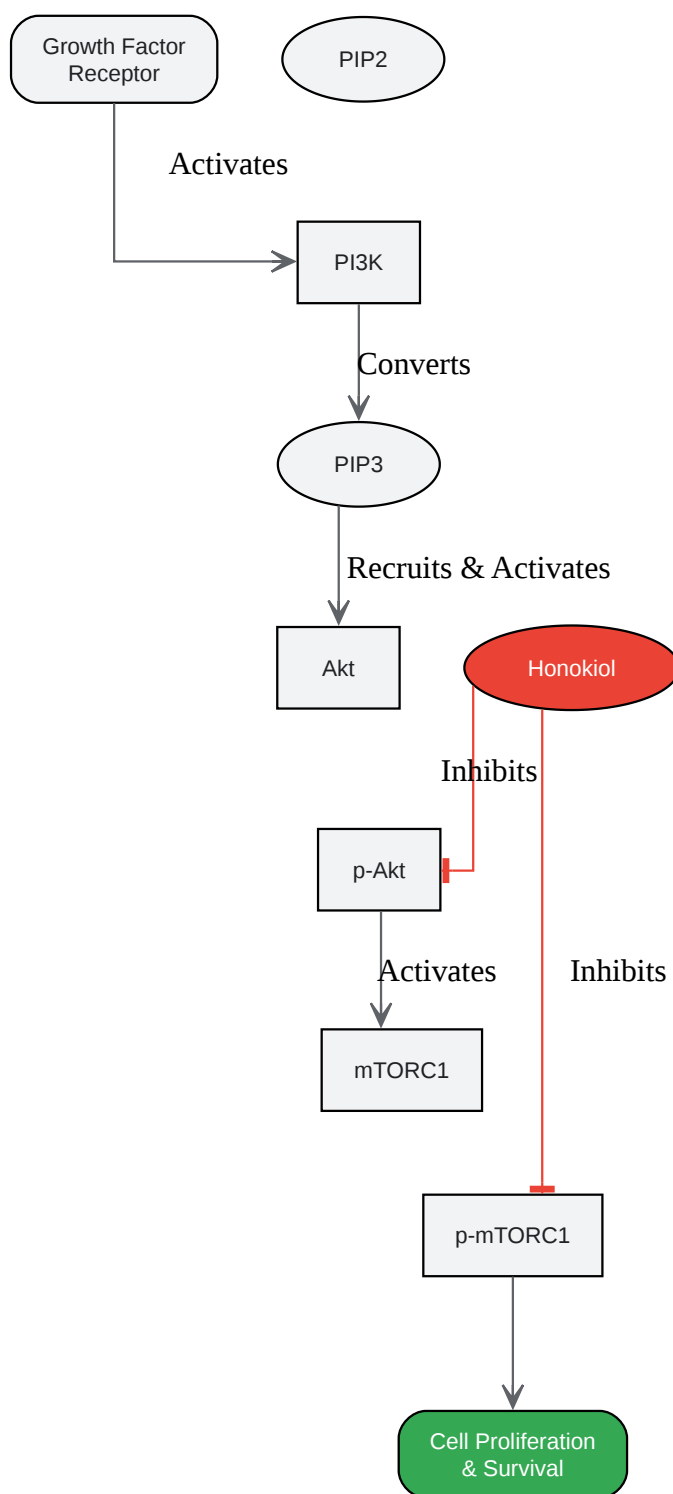 Growth Factor
Receptor
PIP2
Activates
PI3K
Converts
PIP3
Recruits & Activates
Akt
Honokiol
Inhibits
p-Akt
Activates
Inhibits
mTORC1
p-mTORC1
Cell Proliferation
& Survival